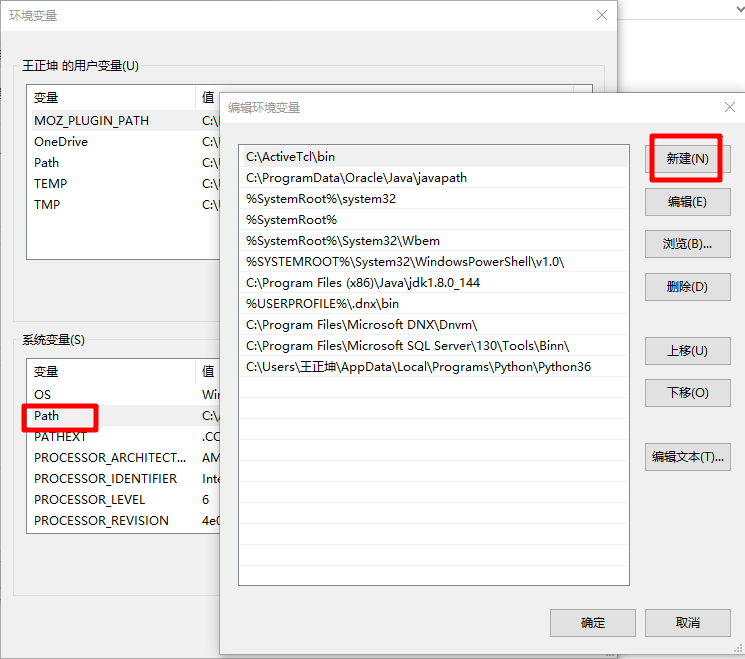 环境变量
王正坤 的用户变量(U)
变量 值
MOZ_PLUGIN_PATH C:\
OneDrive C:\
Path C:\
TEMP C:\
TMP C:\
系统变量(S)
变量 值
OS Win
Path C:\
PATHEXT .CO
PROCESSOR_ARCHITECT... AM
PROCESSOR_IDENTIFIER Inte
PROCESSOR_LEVEL 6
PROCESSOR_REVISION 4e0
编辑环境变量
C:\ActiveTcl\bin
C:\ProgramData\Oracle\Java\javapath
%SystemRoot%\system32
%SystemRoot%
%SystemRoot%\System32\Wbem
%SYSTEMROOT%\System32\WindowsPowerShell\v1.0\
C:\Program Files (x86)\Java\jdk1.8.0_144
%USERPROFILE%\.dnx\bin
C:\Program Files\Microsoft DNX\Dnvm\
C:\Program Files\Microsoft SQL Server\130\Tools\Binn\
C:\Users\王正坤\AppData\Local\Programs\Python\Python36
新建(N)
编辑(E)
浏览(B)...
删除(D)
上移(U)
下移(O)
编辑文本(T)...
确定
取消